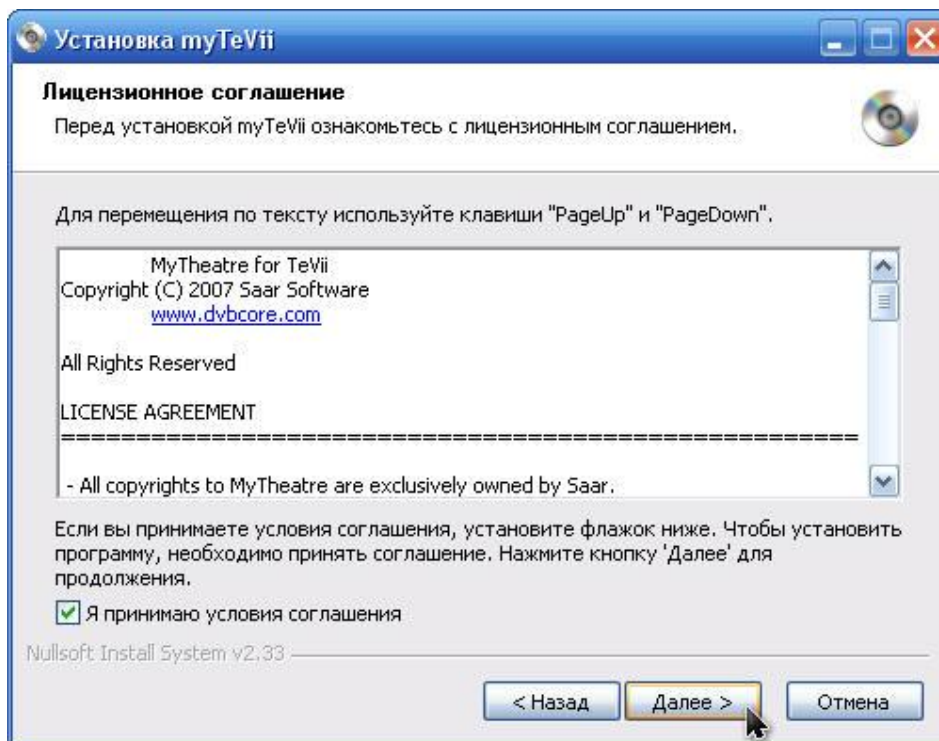 Установка myTeVii
Лицензионное соглашение
Перед установкой myTeVii ознакомьтесь с лицензионным соглашением.
Для перемещения по тексту используйте клавиши "PageUp" и "PageDown".
MyTheatre for TeVii
Copyright (C) 2007 Saar Software
www.dvbcore.com
All Rights Reserved
LICENSE AGREEMENT
=====================================================
- All copyrights to MyTheatre are exclusively owned by Saar.
Если вы принимаете условия соглашения, установите флажок ниже. Чтобы установить
программу, необходимо принять соглашение. Нажмите кнопку 'Далее' для
продолжения.
Я принимаю условия соглашения
Nullsoft Install System v2.33
< Назад
Далее >
Отмена